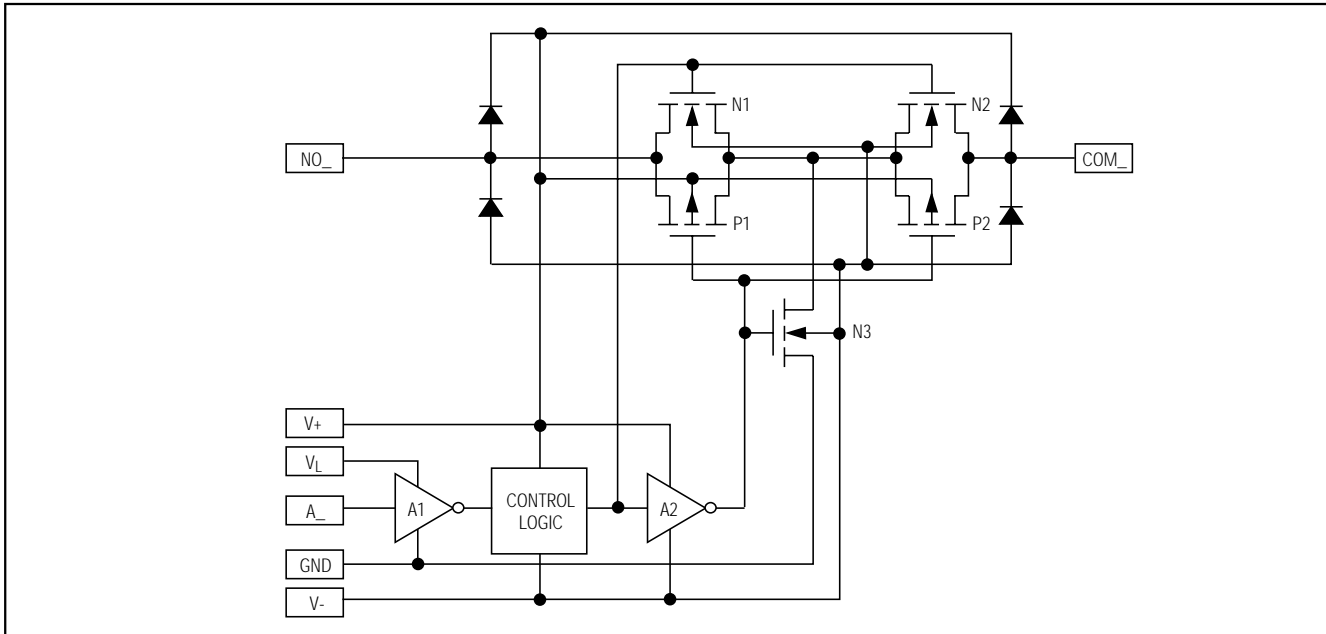 N1
N2
NO_
COM_
P1
P2
N3
V+
VL
A_
A1
CONTROL
LOGIC
A2
GND
V-